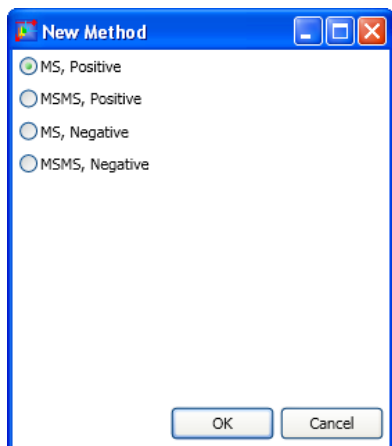 New Method
MS, Positive
MSMS, Positive
MS, Negative
MSMS, Negative
OK Cancel